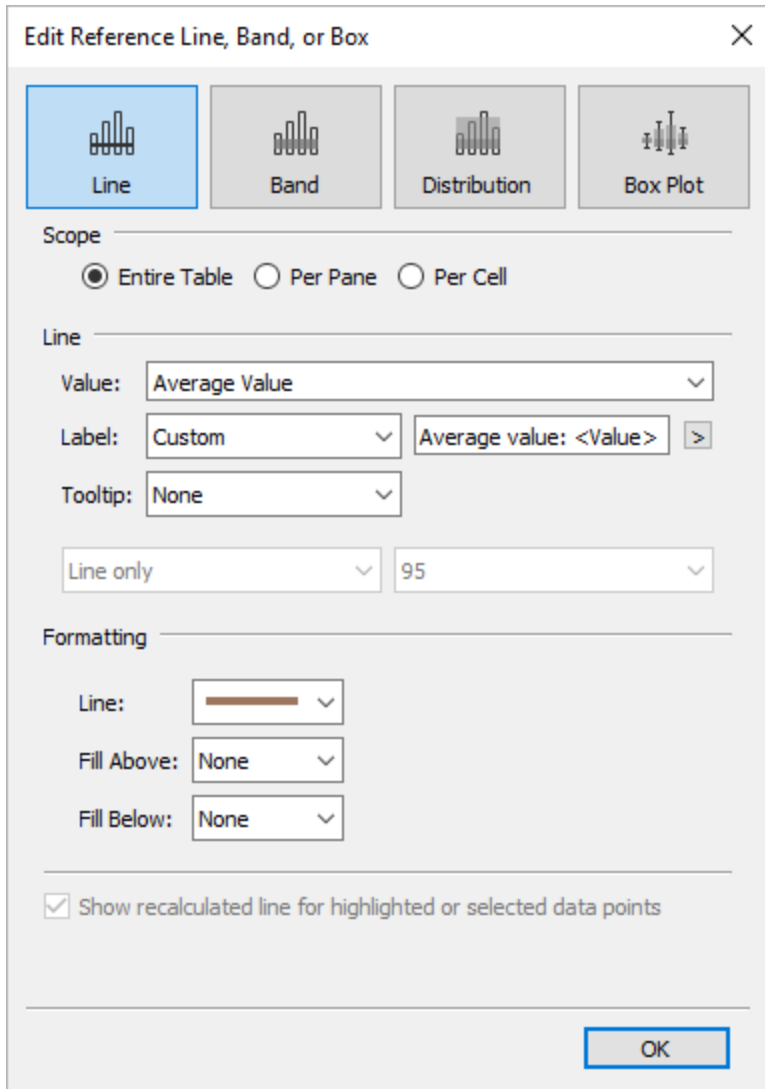 Edit Reference Line, Band, or Box
Line Band Distribution Box Plot
Scope
Entire Table Per Pane Per Cell
Line
Value: Average Value
Label: Custom Average value: <Value> >
Tooltip: None
Line only 95
Formatting
Line:
Fill Above: None
Fill Below: None
Show recalculated line for highlighted or selected data points
OK